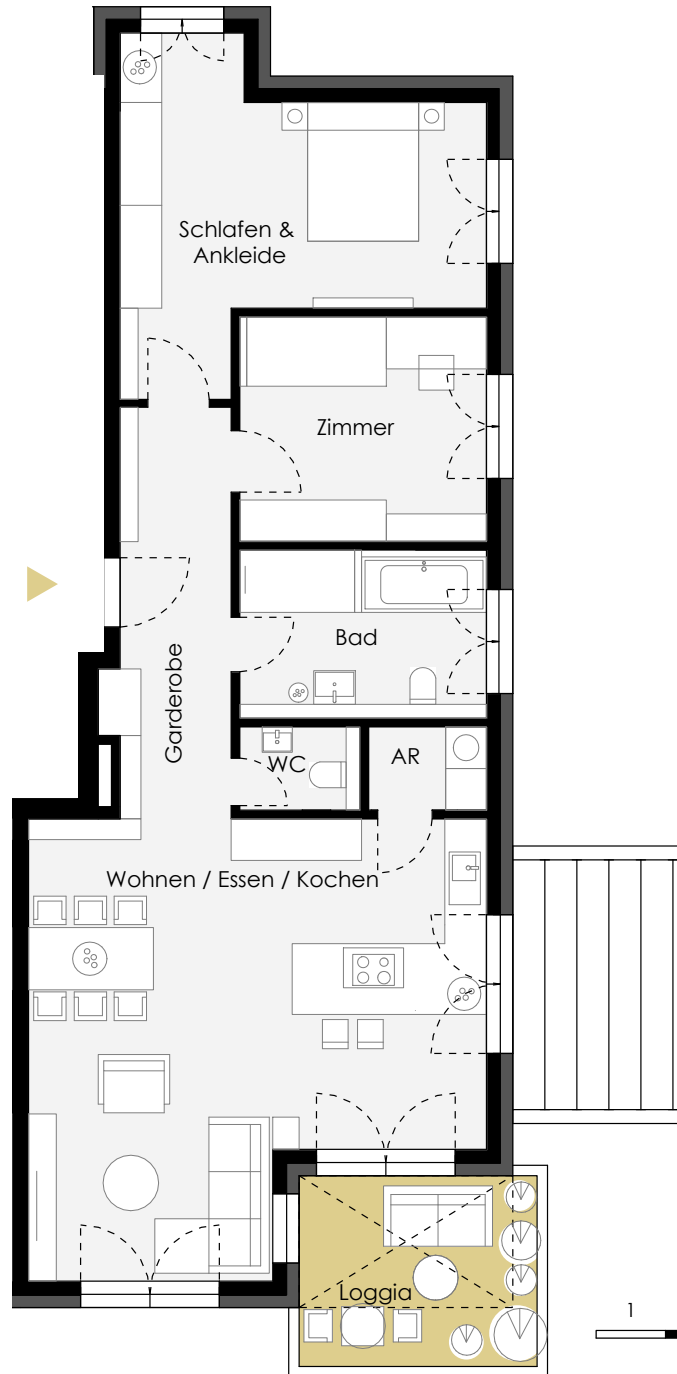 Schlafen &
Ankleide
Zimmer
Bad
Garderobe
WC
AR
Wohnen / Essen / Kochen
Loggia
1